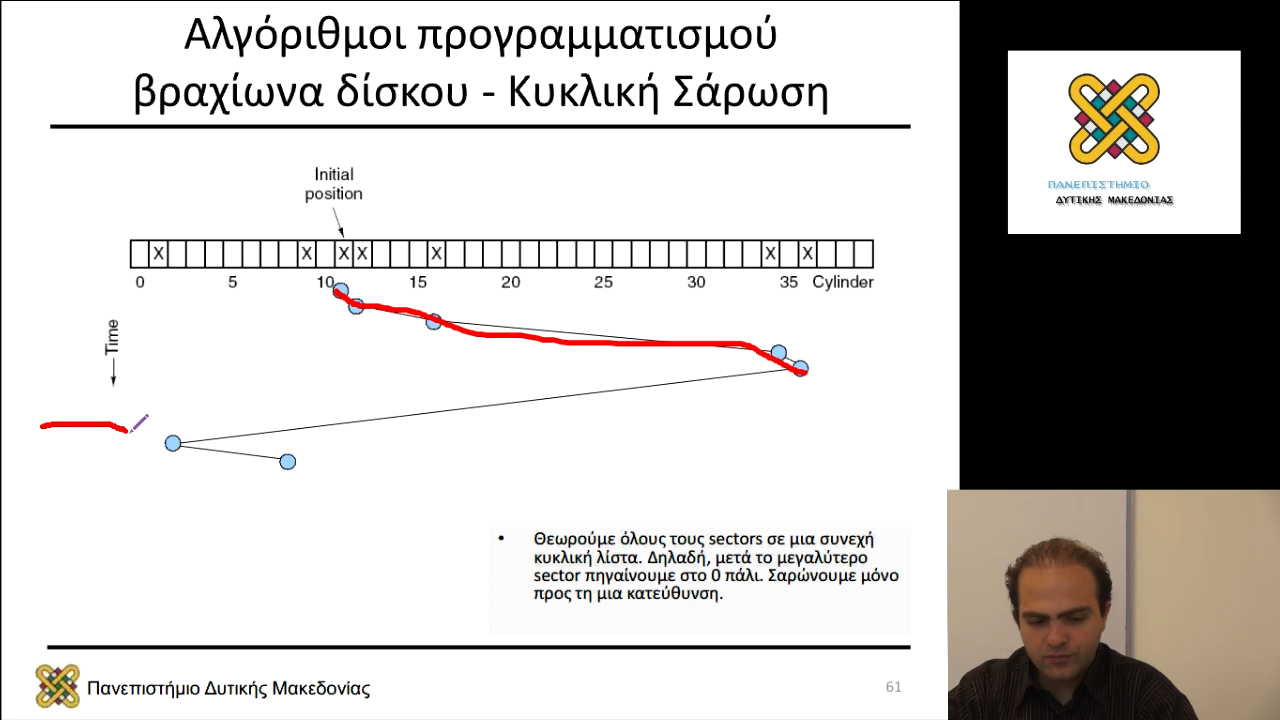 Αλγόριθμοι προγραμματισμού
βραχίωνα δίσκου - Κυκλική Σάρωση
Initial
position
X X X X X X X
0 5 10 15 20 25 30 35 Cylinder
Time
• Θεωρούμε όλους τους sectors σε μια συνεχή
κυκλική λίστα. Δηλαδή, μετά το μεγαλύτερο
sector πηγαίνουμε στο 0 πάλι. Σαρώνουμε μόνο
προς τη μια κατεύθυνση.
Πανεπιστήμιο Δυτικής Μακεδονίας
61
ΠΑΝΕΠΙΣΤΗΜΙΟ
ΔΥΤΙΚΗΣ ΜΑΚΕΔΟΝΙΑΣ